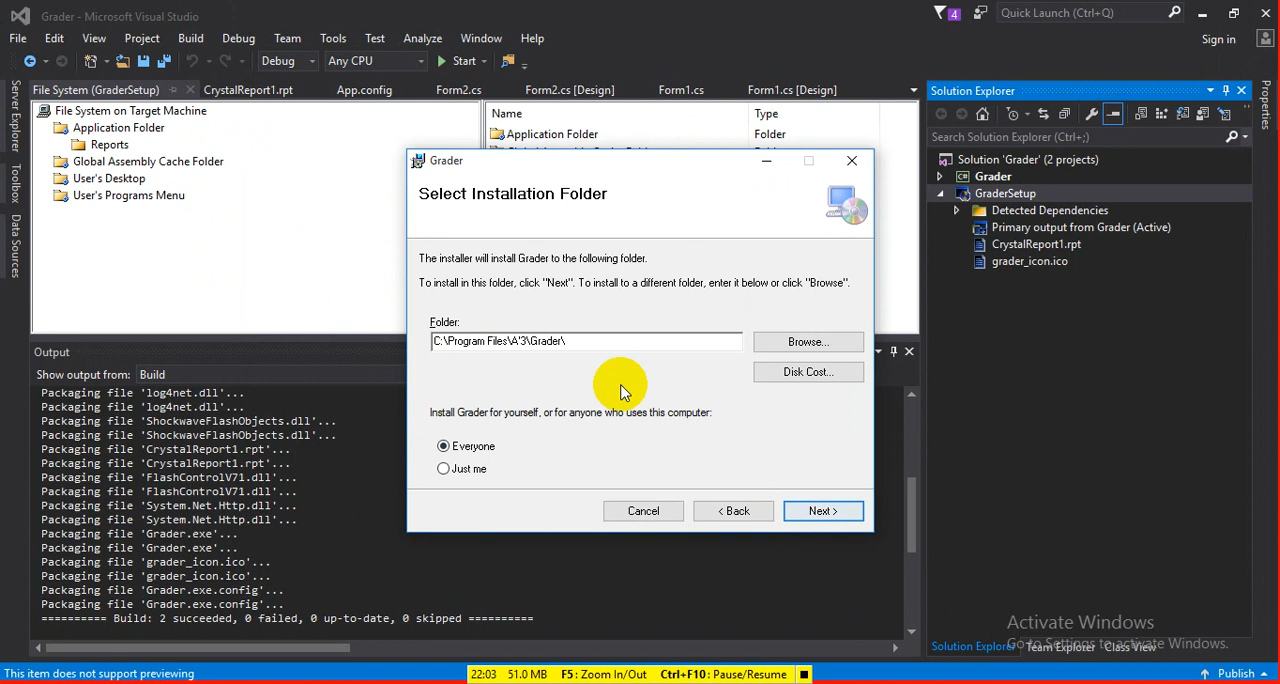 Grader - Microsoft Visual Studio
4
Quick Launch (Ctrl+Q)
File Edit View Project Build Debug Team Tools Test Analyze Window Help
Sign in
Debug Any CPU Start
File System (GraderSetup) CrystalReport1.rpt App.config Form2.cs Form2.cs [Design] Form1.cs Form1.cs [Design]
Server Explorer
Toolbox
Data Sources
File System on Target Machine
Application Folder
Reports
Global Assembly Cache Folder
User's Desktop
User's Programs Menu
Name Type
Application Folder Folder
Grader
Select Installation Folder
The installer will install Grader to the following folder.
To install in this folder, click "Next". To install to a different folder, enter it below or click "Browse".
Folder:
C:\Program Files\A'3\Grader\
Browse...
Disk Cost...
Install Grader for yourself, or for anyone who uses this computer:
Everyone
Just me
Cancel < Back Next >
Solution Explorer
Search Solution Explorer (Ctrl+;)
Solution 'Grader' (2 projects)
Grader
GraderSetup
Detected Dependencies
Primary output from Grader (Active)
CrystalReport1.rpt
grader_icon.ico
Properties
Output
Show output from: Build
Packaging file 'log4net.dll'...
Packaging file 'log4net.dll'...
Packaging file 'ShockwaveFlashObjects.dll'...
Packaging file 'ShockwaveFlashObjects.dll'...
Packaging file 'CrystalReport1.rpt'...
Packaging file 'CrystalReport1.rpt'...
Packaging file 'FlashControlV71.dll'...
Packaging file 'FlashControlV71.dll'...
Packaging file 'System.Net.Http.dll'...
Packaging file 'System.Net.Http.dll'...
Packaging file 'Grader.exe'...
Packaging file 'Grader.exe'...
Packaging file 'grader_icon.ico'...
Packaging file 'grader_icon.ico'...
Packaging file 'Grader.exe.config'...
Packaging file 'Grader.exe.config'...
========== Build: 2 succeeded, 0 failed, 0 up-to-date, 0 skipped ==========
Activate Windows
Go to Settings to activate Windows.
Solution Explorer Team Explorer Class View
This item does not support previewing
22:03 51.0 MB F5: Zoom In/Out Ctrl+F10: Pause/Resume
Publish